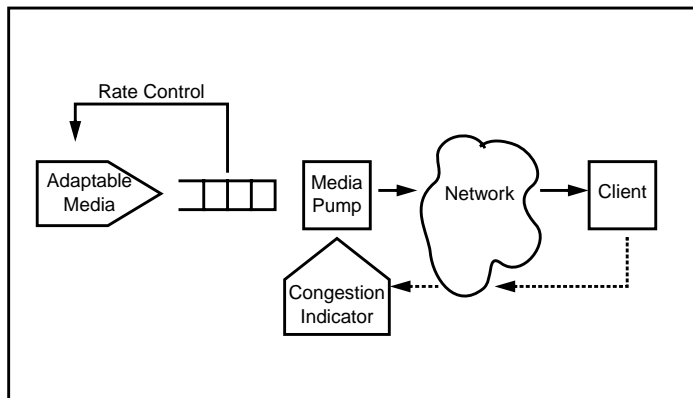 Rate Control
Adaptable
Media
Media
Pump
Network
Client
Congestion
Indicator